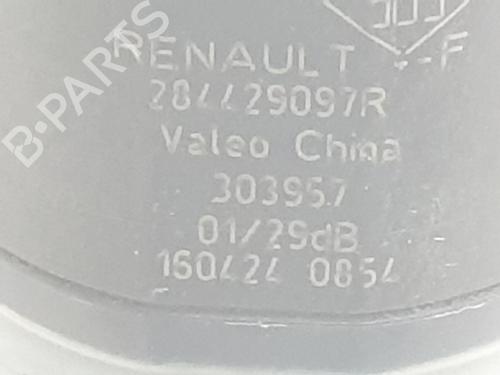 RENAULT --F
284429097R
Valeo China
303957
01/29dB
160424 0854
B-PARTS